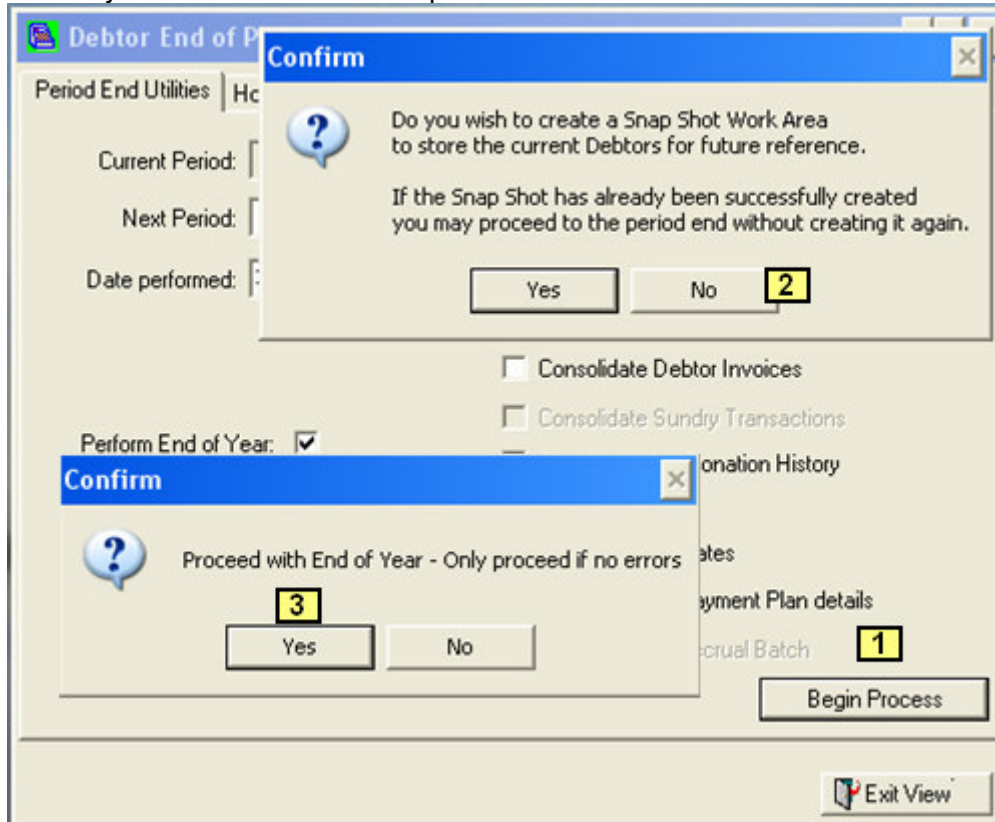 Debtor End of P
Confirm
Period End Utilities
Do you wish to create a Snap Shot Work Area
to store the current Debtors for future reference.
Current Period:
If the Snap Shot has already been successfully created
you may proceed to the period end without creating it again.
Next Period:
Date performed:
Yes
No
2
Consolidate Debtor Invoices
Consolidate Sundry Transactions
Perform End of Year:
onation History
Confirm
Proceed with End of Year - Only proceed if no errors
ates
ayment Plan details
3
Yes
No
ccrual Batch
1
Begin Process
Exit View